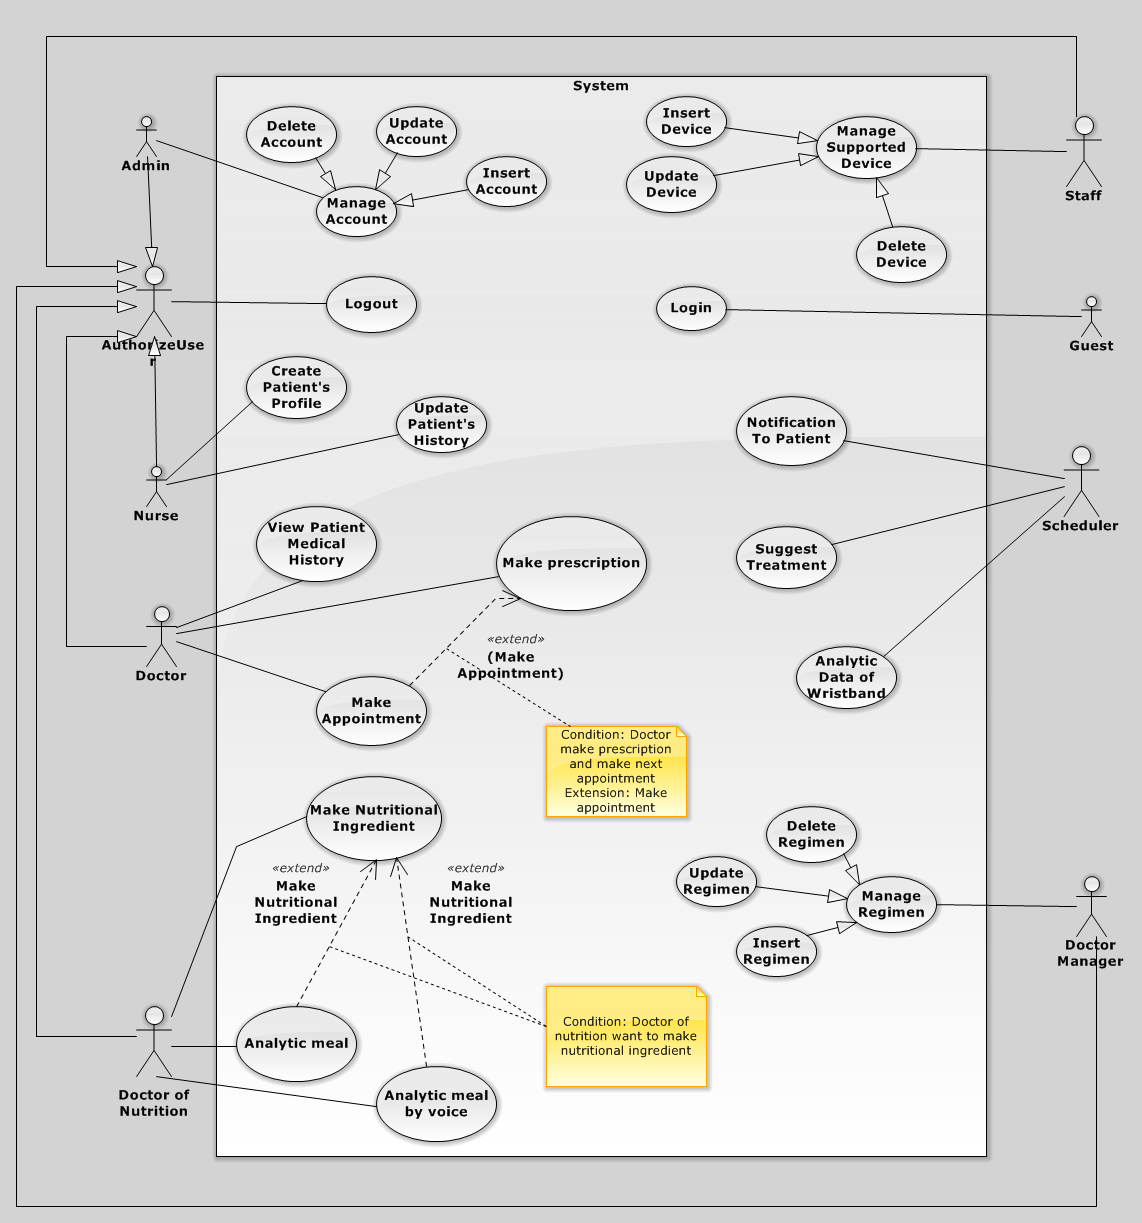 System
Delete
Account
Update
Account
Insert
Account
Manage
Account
Admin
Insert
Device
Update
Device
Manage
Supported
Device
Delete
Device
Staff
AuthorizeUse
r
Logout
Login
Guest
Create
Patient's
Profile
Update
Patient's
History
Nurse
Notification
To Patient
Suggest
Treatment
Analytic
Data of
Wristband
Scheduler
View Patient
Medical
History
Make prescription
«extend»
(Make
Appointment)
Doctor
Make
Appointment
Condition: Doctor
make prescription
and make next
appointment
Extension: Make
appointment
Make Nutritional
Ingredient
«extend»
Make
Nutritional
Ingredient
«extend»
Make
Nutritional
Ingredient
Delete
Regimen
Update
Regimen
Manage
Regimen
Insert
Regimen
Doctor
Manager
Condition: Doctor of
nutrition want to make
nutritional ingredient
Analytic meal
Analytic meal
by voice
Doctor of
Nutrition